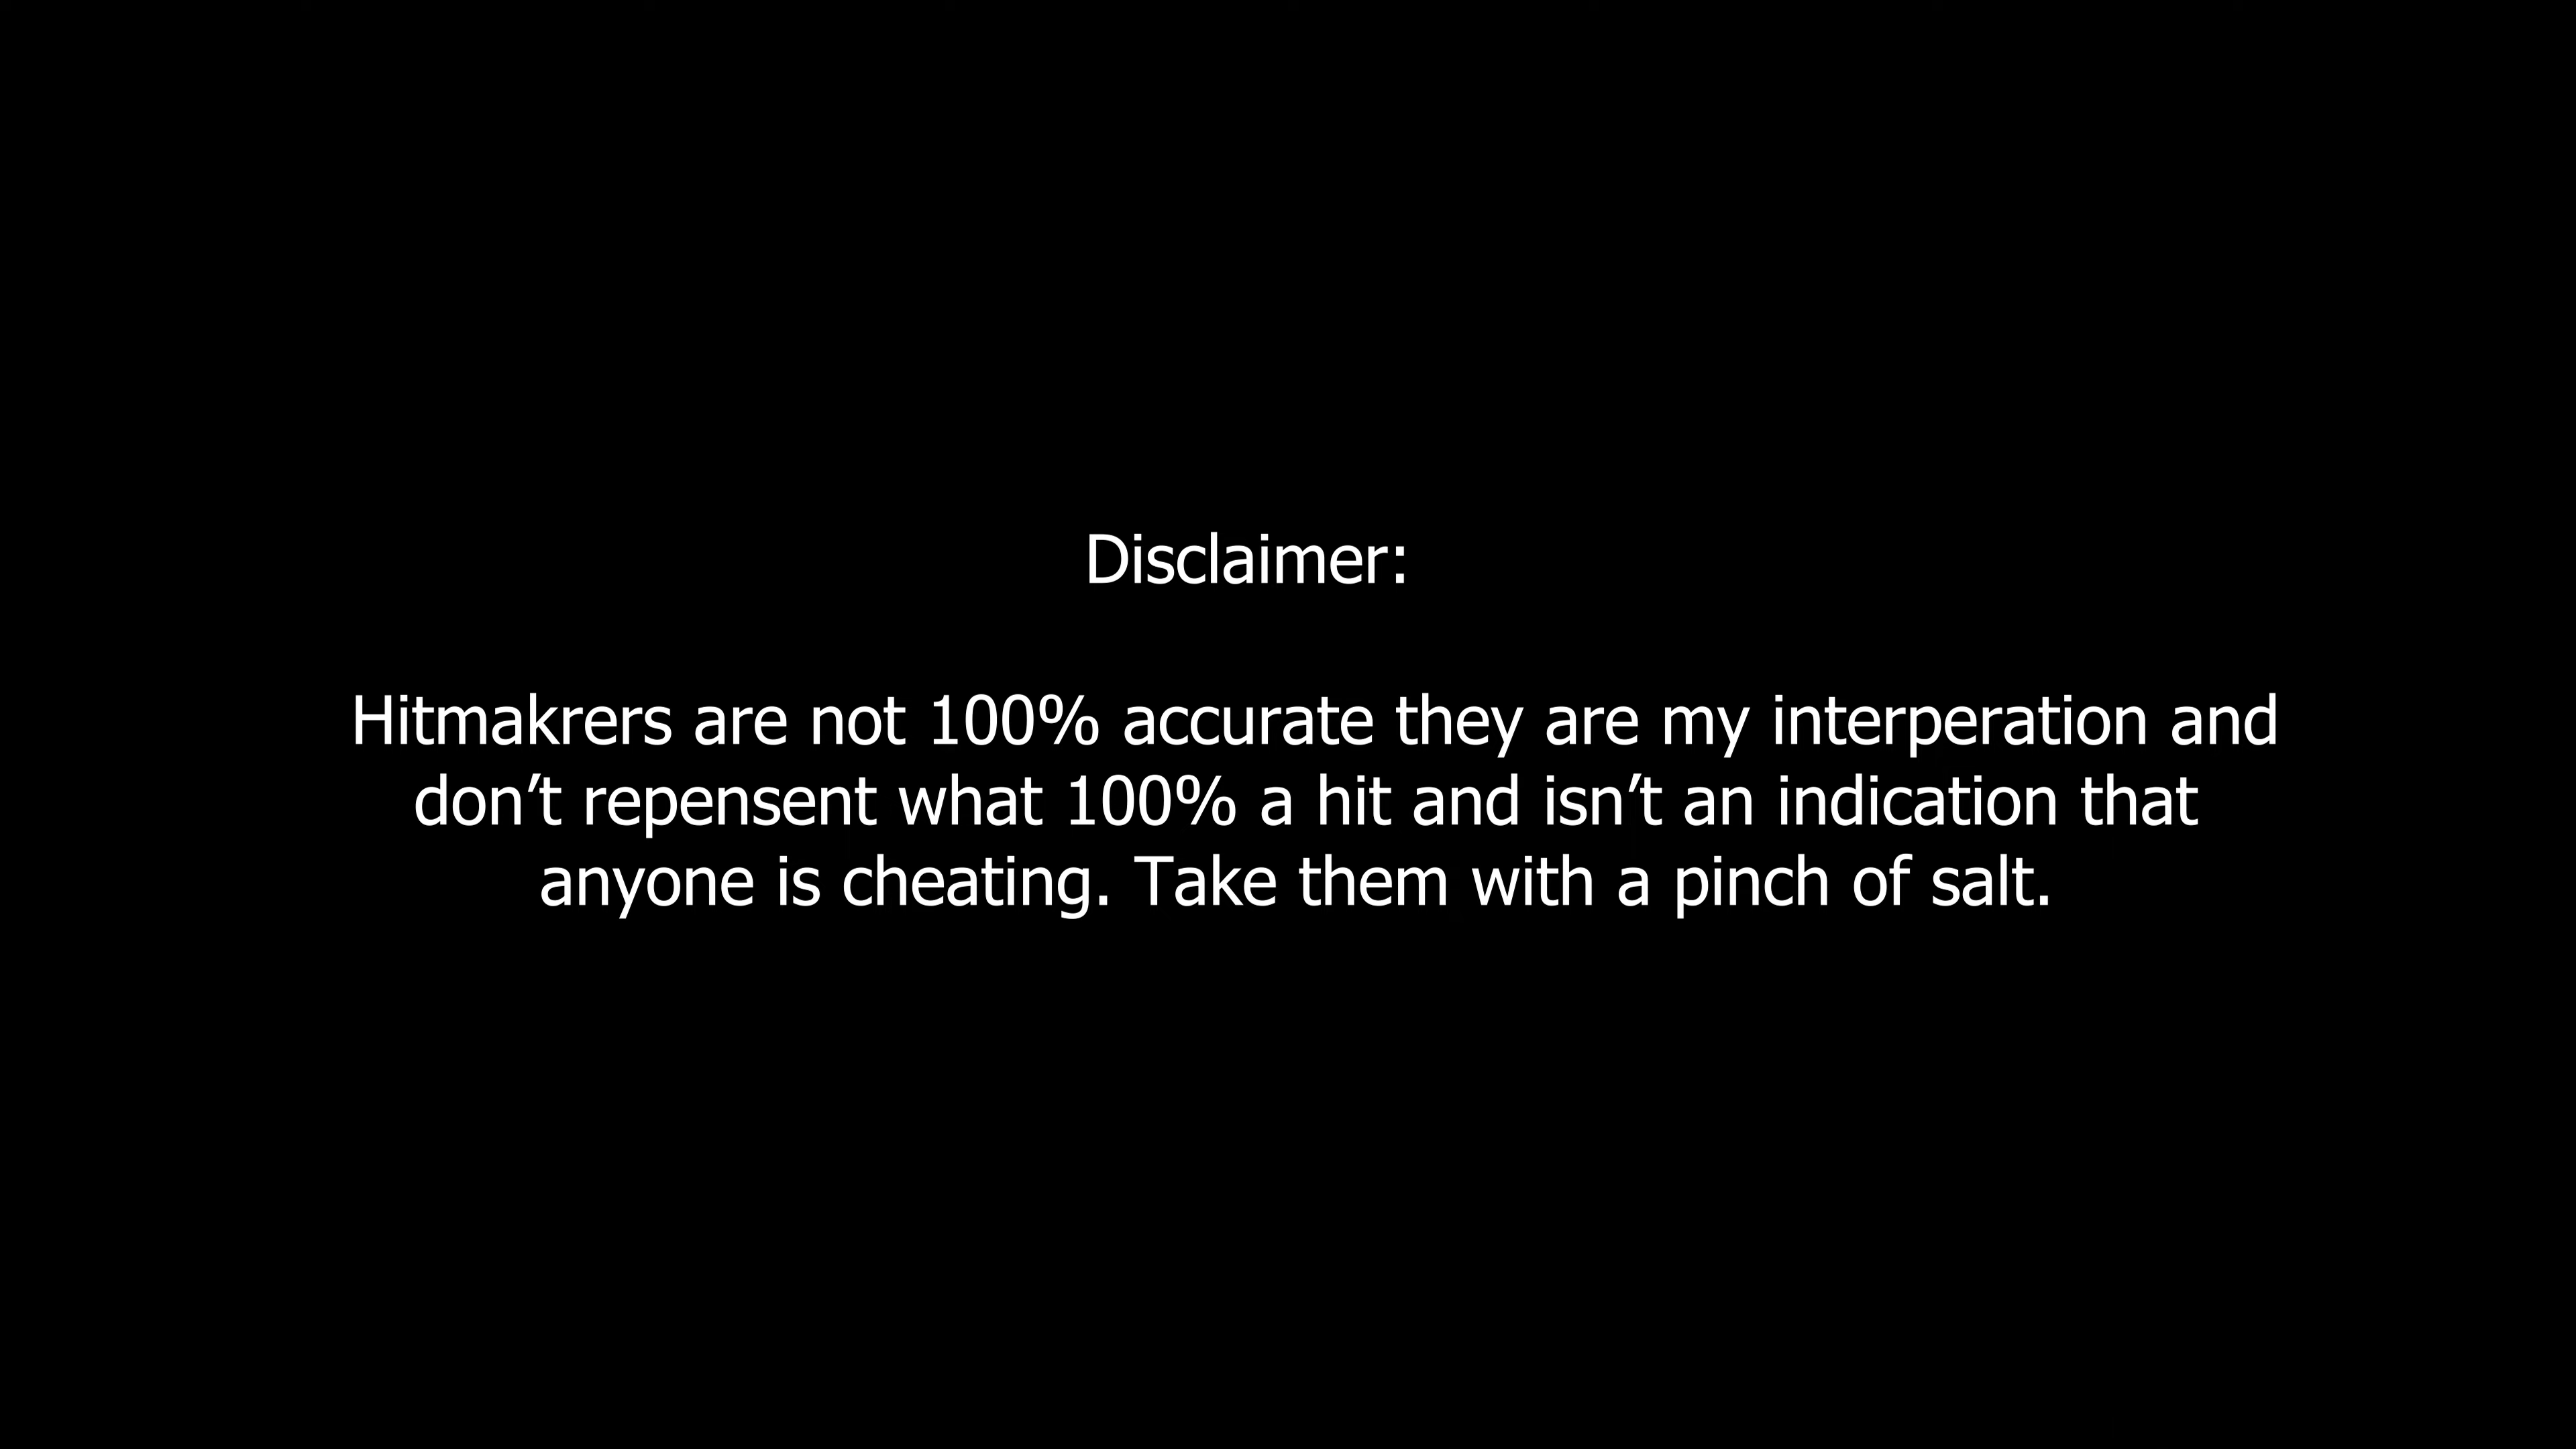 Disclaimer:
Hitmakrers are not 100% accurate they are my interperation and
don’t repensent what 100% a hit and isn’t an indication that
anyone is cheating. Take them with a pinch of salt.